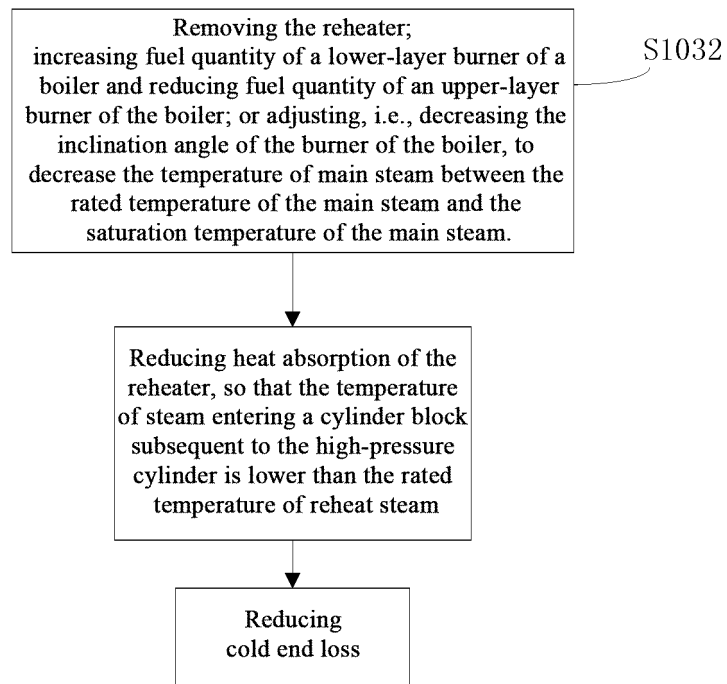 Removing the reheater;
increasing fuel quantity of a lower-layer burner of a
boiler and reducing fuel quantity of an upper-layer
burner of the boiler; or adjusting, i.e., decreasing the
inclination angle of the burner of the boiler, to
decrease the temperature of main steam between the
rated temperature of the main steam and the
saturation temperature of the main steam.
S1032
Reducing heat absorption of the
reheater, so that the temperature
of steam entering a cylinder block
subsequent to the high-pressure
cylinder is lower than the rated
temperature of reheat steam
Reducing
cold end loss